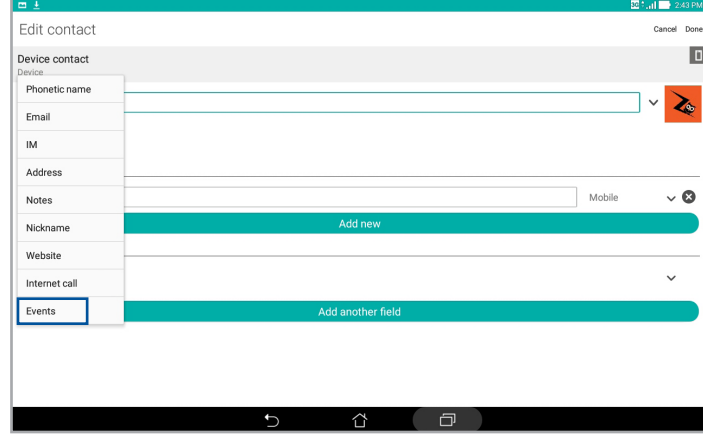 3G 2:43 PM
Edit contact
Cancel Done
Device contact
Device
Phonetic name
Email
IM
Address
Notes
Mobile
Nickname
Add new
Website
Internet call
Events
Add another field